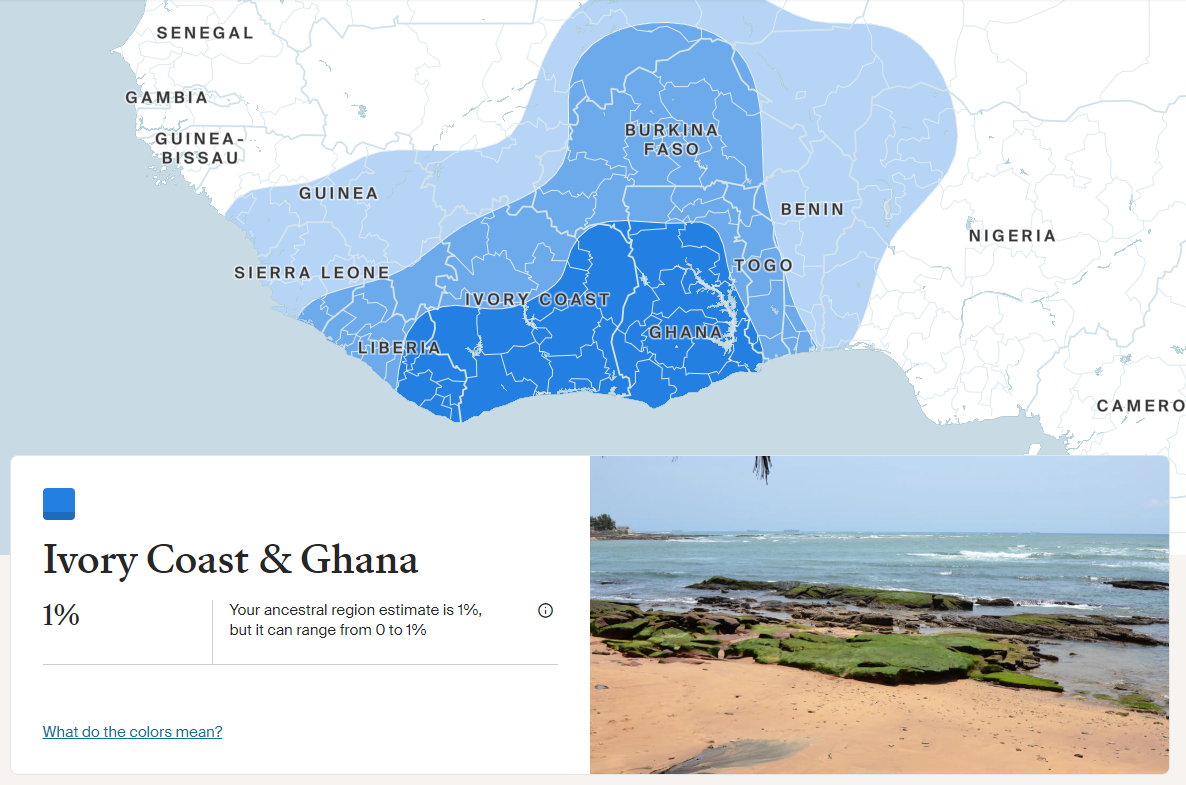 SENEGAL
GAMBIA
GUINEA-
BISSAU
GUINEA
SIERRA LEONE
LIBERIA
IVORY COAST
BURKINA
FASO
GHANA
TOGO
BENIN
NIGERIA
CAMERO
Ivory Coast & Ghana
1%
Your ancestral region estimate is 1%,
but it can range from 0 to 1%
What do the colors mean?